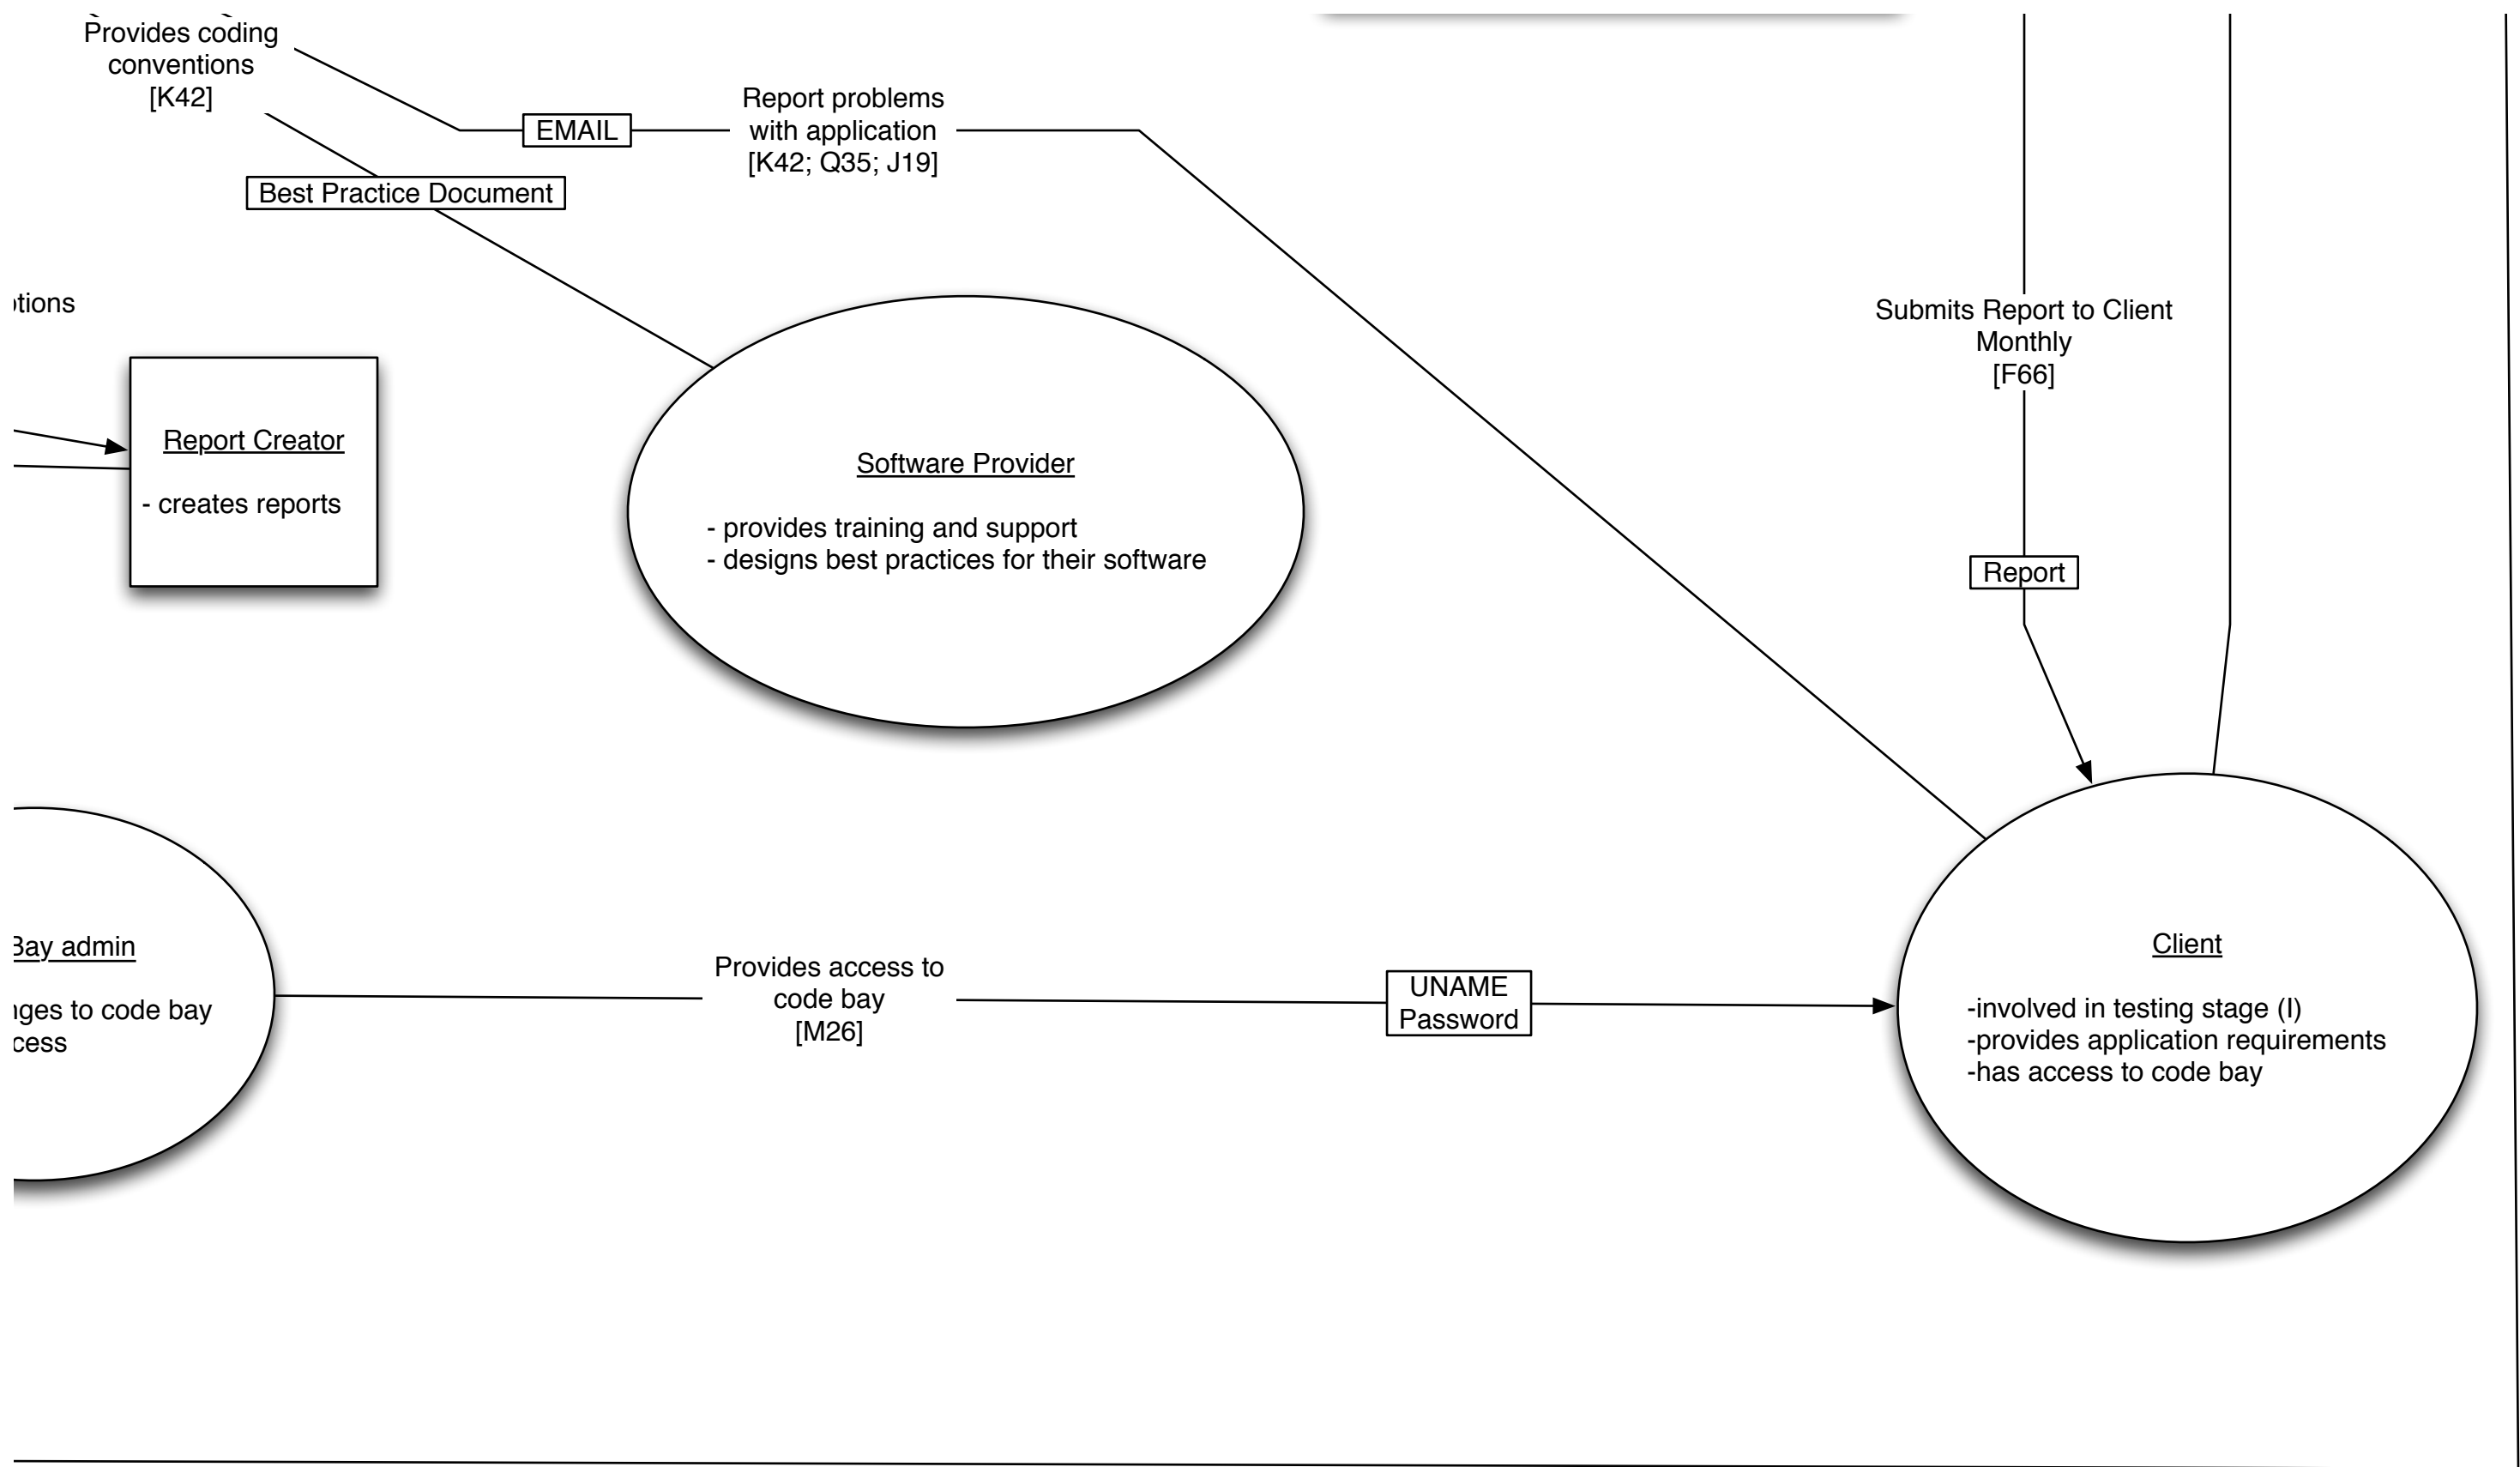 Provides coding
conventions
[K42]
EMAIL
Report problems
with application
[K42; Q35; J19]
Best Practice Document
Submits Report to Client
Monthly
[F66]
Report Creator
- creates reports
Software Provider
- provides training and support
- designs best practices for their software
Report
Bay admin
to code bay
Provides access to
code bay
[M26]
UNAME
Password
Client
-involved in testing stage (I)
-provides application requirements
-has access to code bay